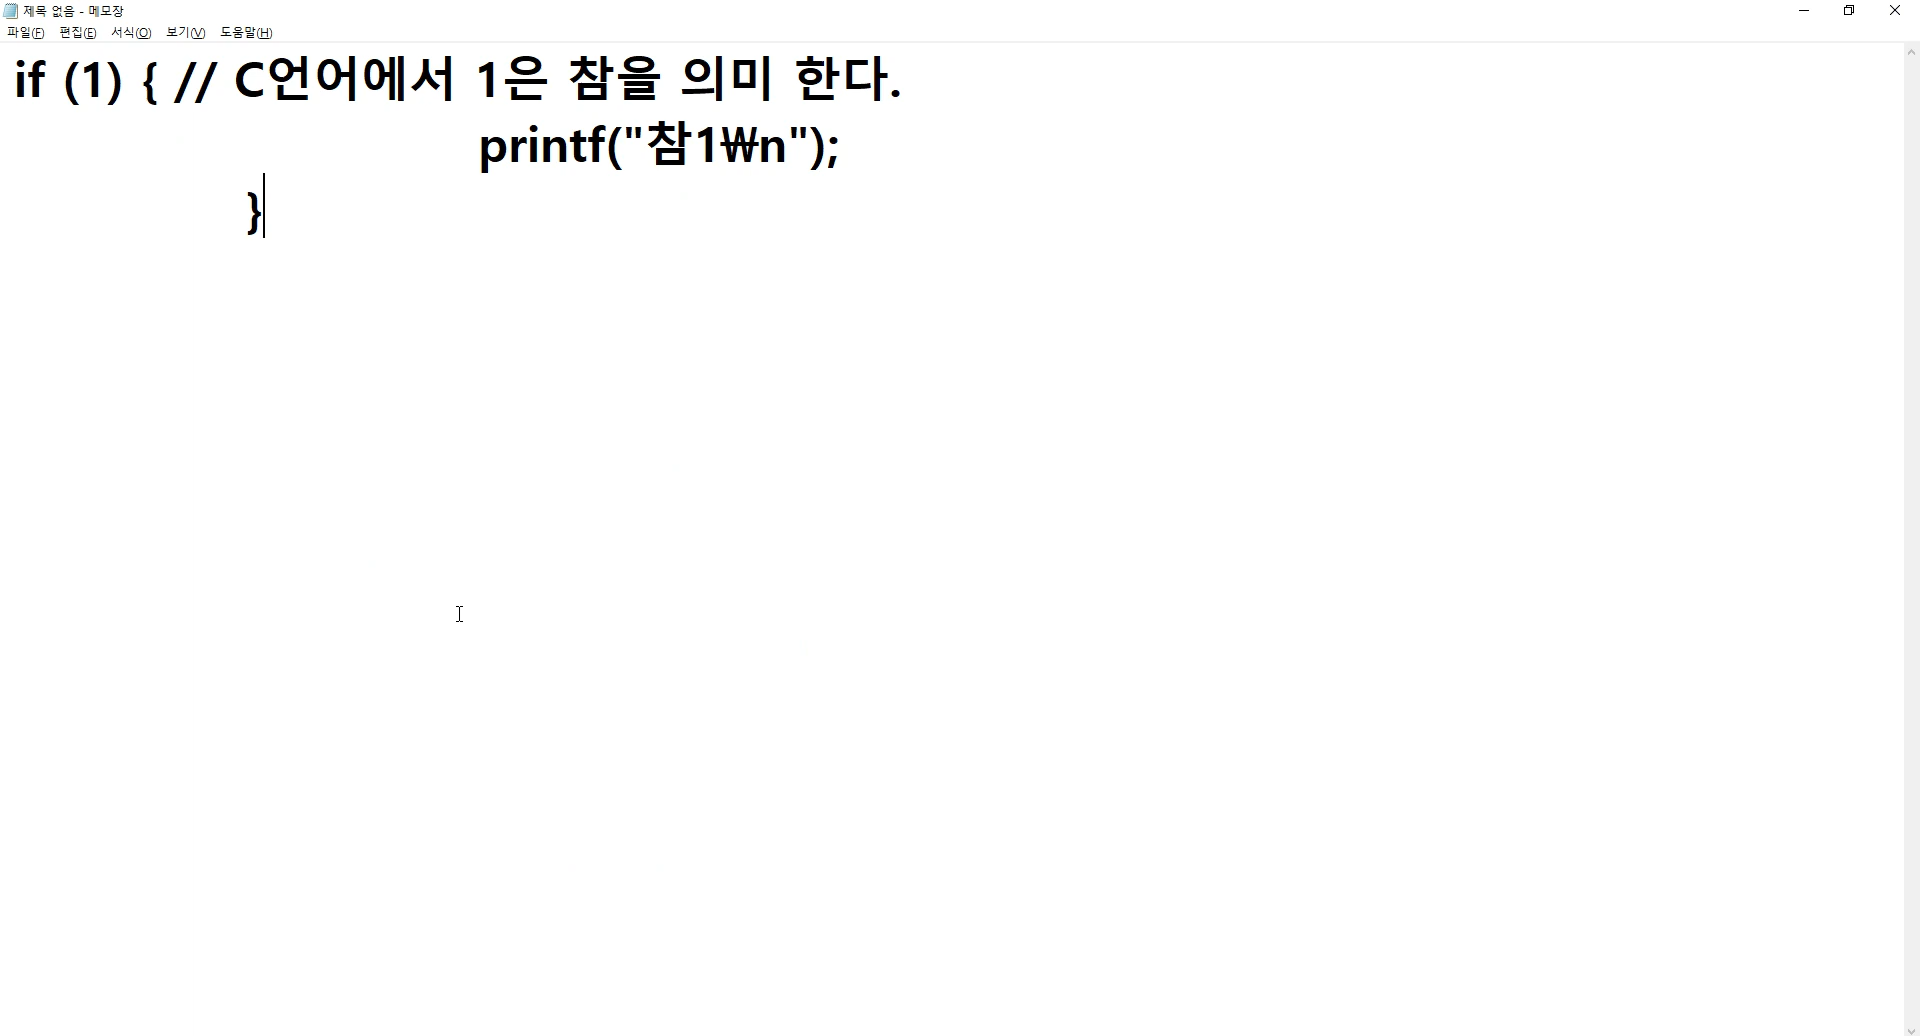 제목 없음 - 메모장
파일(F) 편집(E) 서식(O) 보기(V) 도움말(H)
if (1) { // C언어에서 1은 참을 의미 한다.
printf("참1₩n");
}